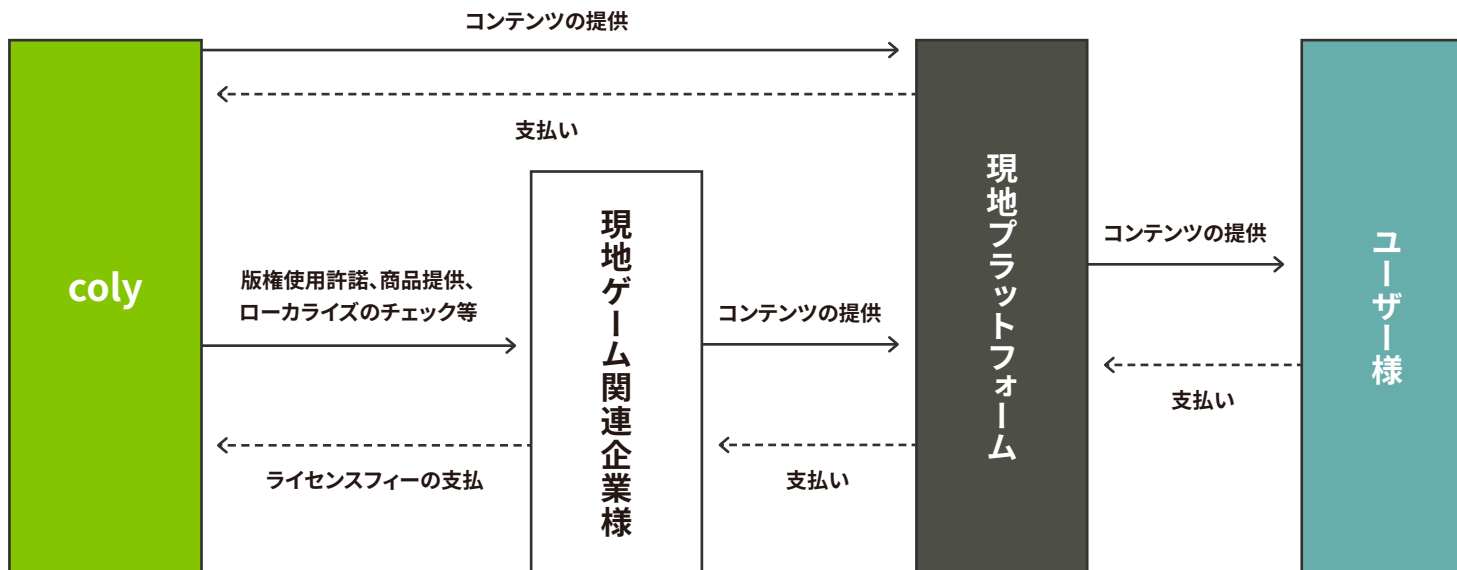 コンテンツの提供
支払い
coly
版権使用許諾、商品提供、
ローカライズのチェック等
ライセンスフィーの支払
現地ゲーム関連企業様
コンテンツの提供
支払い
現地プラットフォーム
コンテンツの提供
支払い
ユーザー様